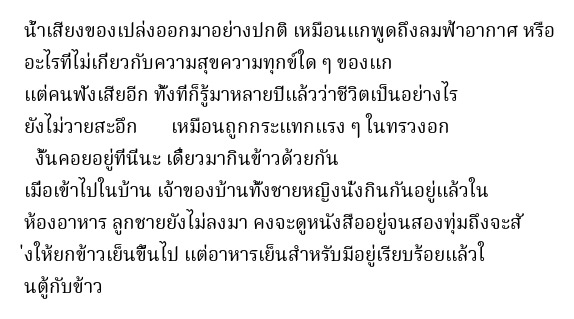 น้ำเสียงของเปล่งออกมาอย่างปกติ เหมือนแกพูดถึงลมฟ้าอากาศ หรือ
อะไรที่ไม่เกี่ยวกับความสุขความทุกข์ใด ๆ ของแก
แต่คนฟังเสียอีก ทั้งที่ก็รู้มาหลายปีแล้วว่าชีวิตเป็นอย่างไร
ยังไม่วายสะอึก เหมือนถูกกระแทกแรง ๆ ในทรวงอก
งั้นคอยอยู่ที่นี่นะ เดี๋ยวมากินข้าวด้วยกัน
เมื่อเข้าไปในบ้าน เจ้าของบ้านทั้งชายหญิงนั่งกินกันอยู่แล้วใน
ห้องอาหาร ลูกชายยังไม่ลงมา คงจะดูหนังสืออยู่จนสองทุ่มถึงจะสั
่งให้ยกข้าวเย็นขึ้นไป แต่อาหารเย็นสำหรับมีอยู่เรียบร้อยแล้วใ
นตู้กับข้าว